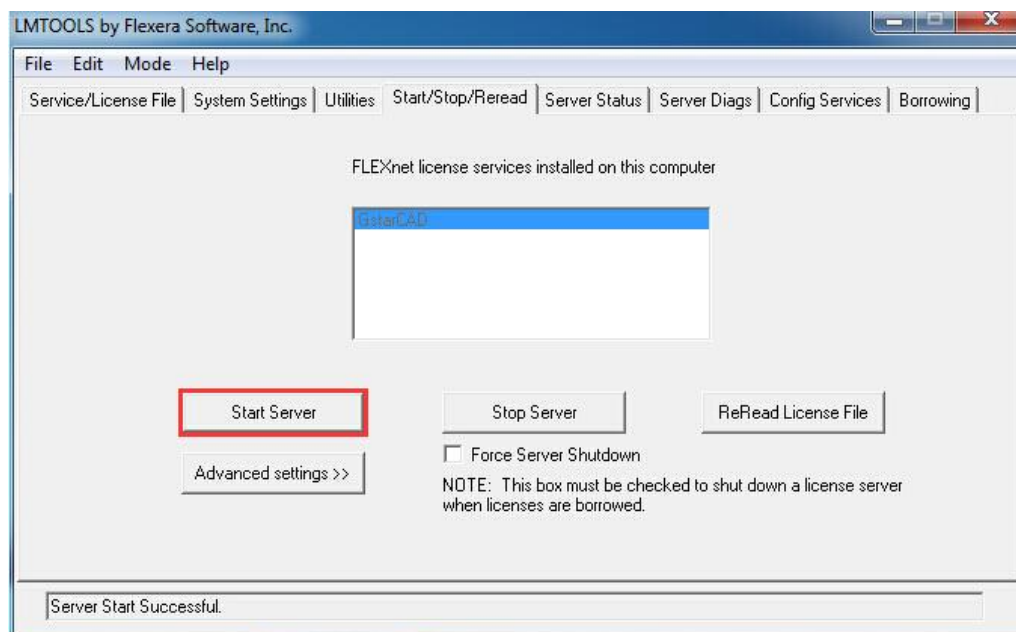 LMTOOLS by Flexera Software, Inc.
File Edit Mode Help
Service/License File System Settings Utilities Start/Stop/Reread Server Status Server Diags Config Services Borrowing
FLEXnet license services installed on this computer
GstarCAD
Start Server Stop Server ReRead License File
Force Server Shutdown
Advanced settings >>
NOTE: This box must be checked to shut down a license server
when licenses are borrowed.
Server Start Successful.